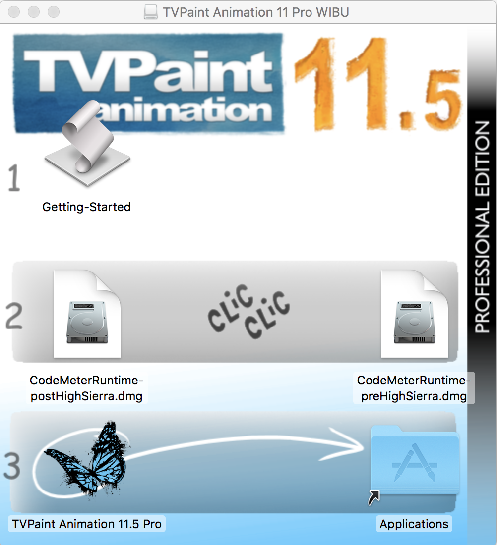 TVPaint Animation 11 Pro WIBU
TVPaint
animation
11.5
PROFESSIONAL EDITION
1
Getting-Started
2
CLiC
CLiC
CodeMeterRuntime-
postHighSierra.dmg
CodeMeterRuntime-
preHighSierra.dmg
3
TVPaint Animation 11.5 Pro
Applications